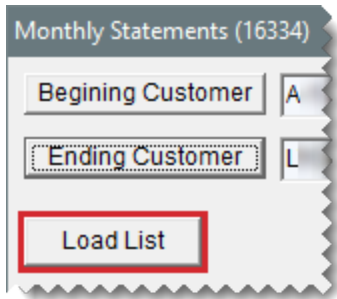 Monthly Statements (16334)
Begining Customer A
Ending Customer L
Load List